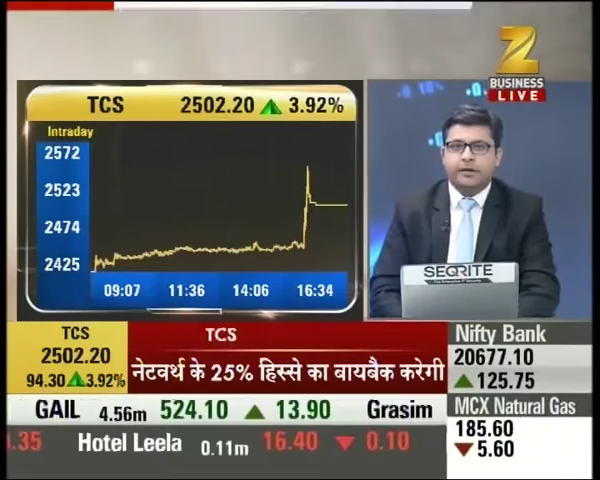 Z
BUSINESS
LIVE
TCS 2502.20 3.92%
Intraday
2572
2523
2474
2425
09:07 11:36 14:06 16:34
SEQRITE
TCS
2502.20
94.30 3.92%
TCS
नेटवर्थ के 25% हिस्से का बायबैक करेगी
Nifty Bank
20677.10
125.75
GAIL 4.56m 524.10 13.90 Grasim
.35 Hotel Leela 0.11m 16.40 0.10
MCX Natural Gas
185.60
5.60